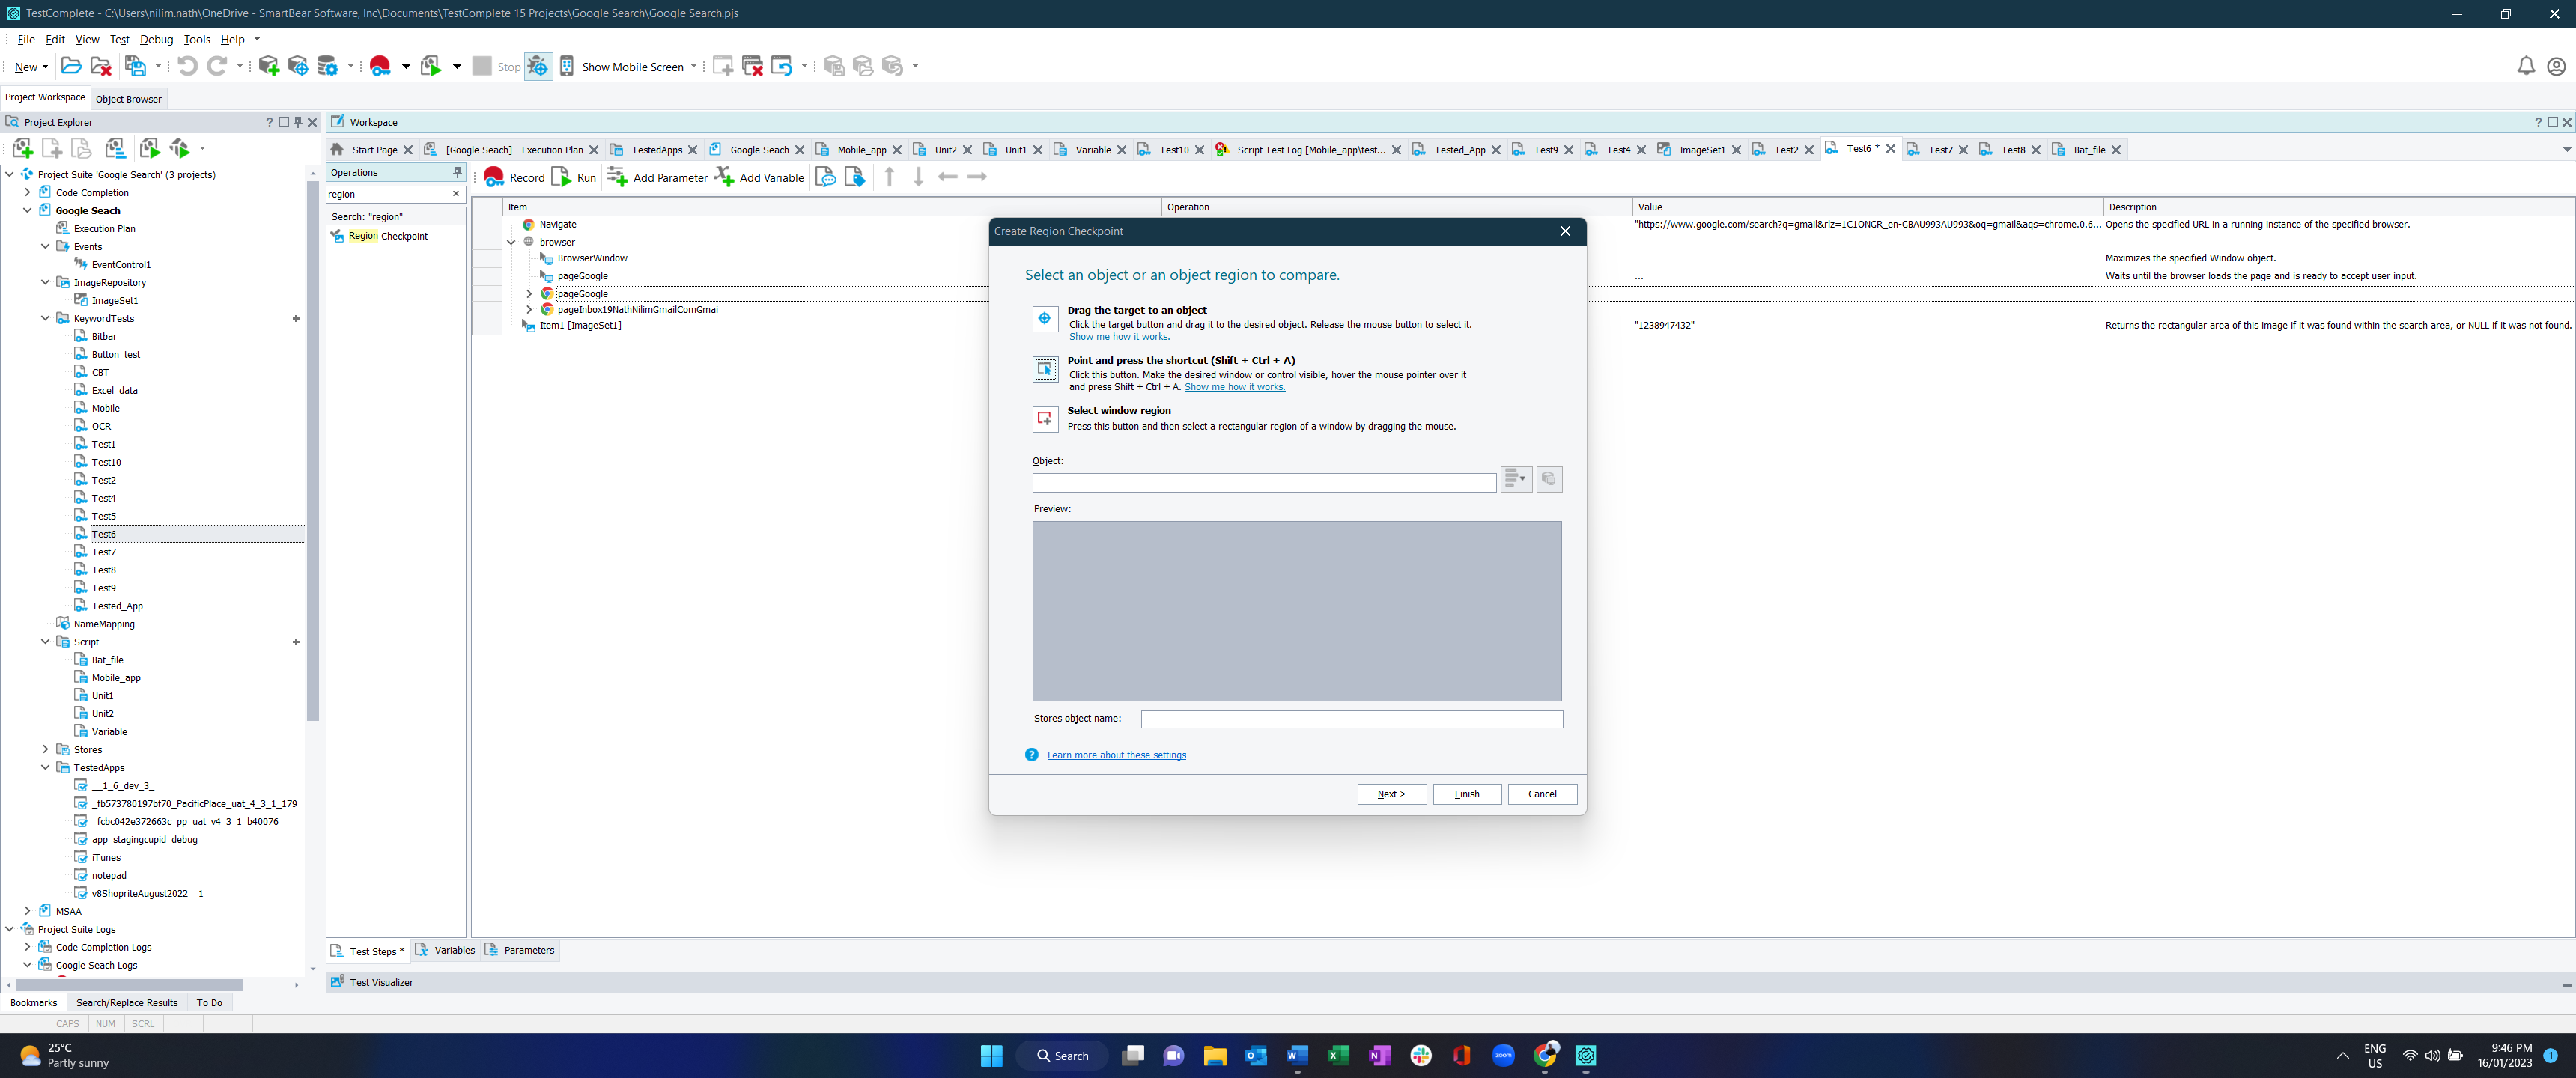 TestComplete - C:\Users\nilim.nath\OneDrive - SmartBear Software, Inc\Documents\TestComplete 15 Projects\Google Search\Google Search.pjs
File Edit View Test Debug Tools Help
New Stop Show Mobile Screen
Project Workspace Object Browser
Project Explorer ?
Workspace ?
Start Page [Google Seach] - Execution Plan TestedApps Google Seach Mobile_app Unit2 Unit1 Variable Test10 Script Test Log [Mobile_app\test... Tested_App Test9 Test4 ImageSet1 Test2 Test6 * Test7 Test8 Bat_file
Project Suite 'Google Search' (3 projects)
Code Completion
Google Seach
Execution Plan
Events
EventControl1
ImageRepository
ImageSet1
KeywordTests
Bitbar
Button_test
CBT
Excel_data
Mobile
OCR
Test1
Test10
Test2
Test4
Test5
Test6
Test7
Test8
Test9
Tested_App
NameMapping
Script
Bat_file
Mobile_app
Unit1
Unit2
Variable
Stores
TestedApps
__1_6_dev_3_
_fb573780197bf70_PacificPlace_uat_4_3_1_179
_fcbc042e372663c_pp_uat_v4_3_1_b40076
app_stagingcupid_debug
iTunes
notepad
v8ShopriteAugust2022__1_
MSAA
Project Suite Logs
Code Completion Logs
Google Seach Logs
Bookmarks Search/Replace Results To Do
CAPS NUM SCRL
Operations
region
Search: "region"
Region Checkpoint
Record Run Add Parameter Add Variable
Item Operation Value Description
Navigate "https://www.google.com/search?q=gmail&rlz=1C1ONGR_en-GBAU993AU993&oq=gmail&aqs=chrome.0.6... Opens the specified URL in a running instance of the specified browser.
browser
BrowserWindow Maximizes the specified Window object.
pageGoogle ... Waits until the browser loads the page and is ready to accept user input.
pageGoogle
pageInbox19NathNilimGmailComGmai
Item1 [ImageSet1] "1238947432" Returns the rectangular area of this image if it was found within the search area, or NULL if it was not found.
Create Region Checkpoint
Select an object or an object region to compare.
Drag the target to an object
Click the target button and drag it to the desired object. Release the mouse button to select it.
Show me how it works.
Point and press the shortcut (Shift + Ctrl + A)
Click this button. Make the desired window or control visible, hover the mouse pointer over it
and press Shift + Ctrl + A. Show me how it works.
Select window region
Press this button and then select a rectangular region of a window by dragging the mouse.
Object:
Preview:
Stores object name:
? Learn more about these settings
Next > Finish Cancel
Test Steps * Variables Parameters
Test Visualizer
25°C
Partly sunny
Search
zoom
ENG
US
9:46 PM
16/01/2023
1